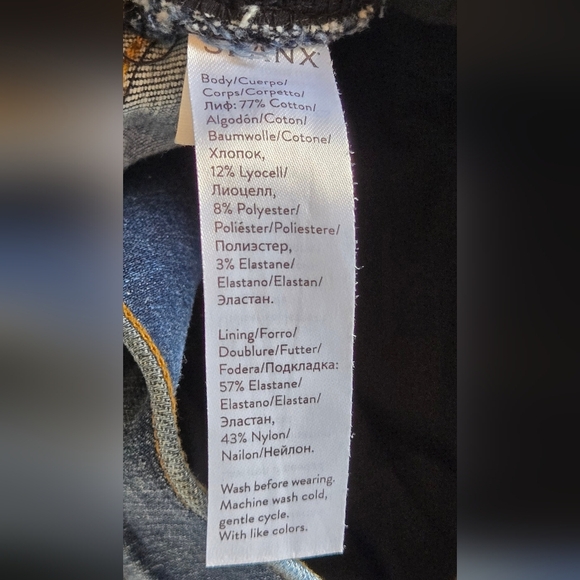 SPANX
Body/Cuerpo/
Corps/Corpetto/
Лиф: 77% Cotton/
Algodón/Coton/
Baumwolle/Cotone/
Хлопок,
12% Lyocell/
Лиоцелл,
8% Polyester/
Poliéster/Poliestere/
Полиэстер,
3% Elastane/
Elastano/Elastan/
Эластан.
Lining/Forro/
Doublure/Futter/
Fodera/Подкладка:
57% Elastane/
Elastano/Elastan/
Эластан,
43% Nylon/
Nailon/Нейлон.
Wash before wearing.
Machine wash cold,
gentle cycle.
With like colors.